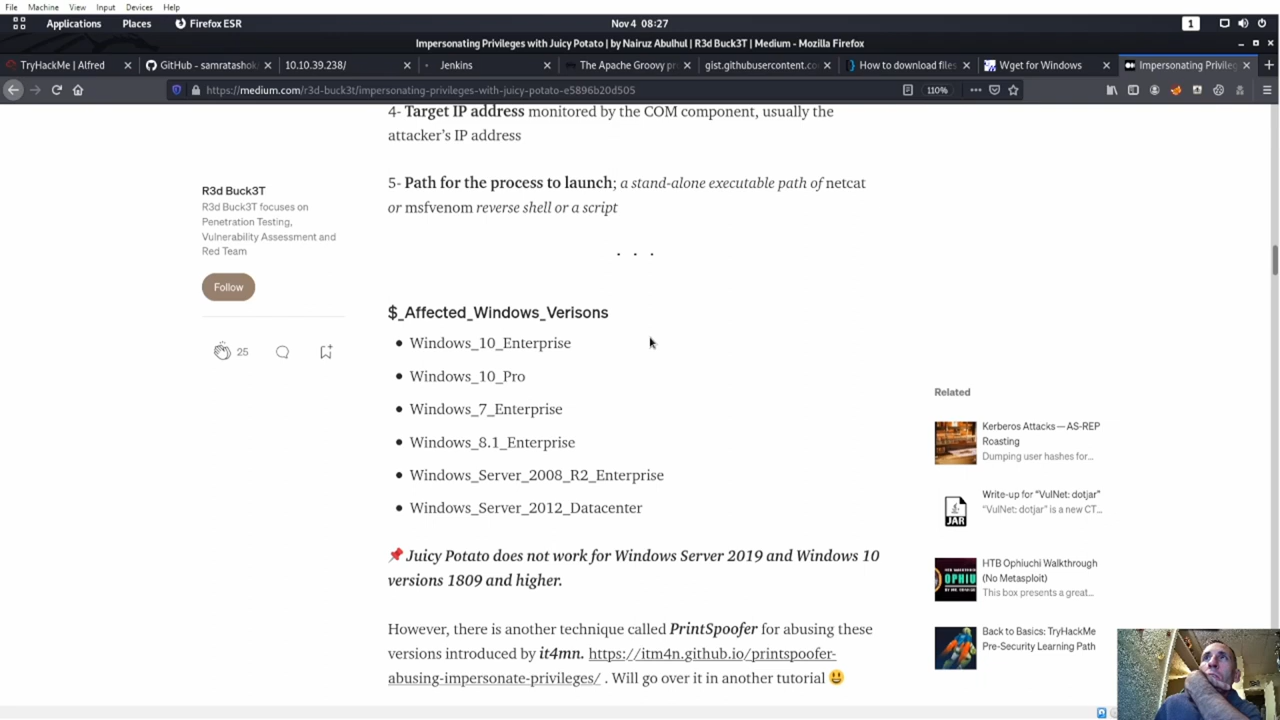 File Machine View Input Devices Help
Applications Places Firefox ESR Nov 4 08:27 1
Impersonating Privileges with Juicy Potato | by Nairuz Abulhul | R3d Buck3T | Medium - Mozilla Firefox
TryHackMe | Alfred GitHub - samratashok 10.10.39.238/ Jenkins The Apache Groovy pr gist.githubusercontent.co How to download files Wget for Windows Impersonating Privileg
https://medium.com/r3d-buck3t/impersonating-privileges-with-juicy-potato-e5896b20d505 110%
4- Target IP address monitored by the COM component, usually the
attacker's IP address
5- Path for the process to launch; a stand-alone executable path of netcat
or msfvenom reverse shell or a script
. . .
R3d Buck3T
R3d Buck3T focuses on
Penetration Testing,
Vulnerability Assessment and
Red Team
Follow
25
$_Affected_Windows_Verisons
Windows_10_Enterprise
Windows_10_Pro
Windows_7_Enterprise
Windows_8.1_Enterprise
Windows_Server_2008_R2_Enterprise
Windows_Server_2012_Datacenter
📌 Juicy Potato does not work for Windows Server 2019 and Windows 10
versions 1809 and higher.
However, there is another technique called PrintSpoofer for abusing these
versions introduced by it4mn. https://itm4n.github.io/printspoofer-
abusing-impersonate-privileges/ . Will go over it in another tutorial 😃
Related
Kerberos Attacks — AS-REP
Roasting
Dumping user hashes for...
JAR
Write-up for "VulNet: dotjar"
"VulNet: dotjar" is a new CT...
OPHIU
HTB Ophiuchi Walkthrough
(No Metasploit)
This box presents a great...
Back to Basics: TryHackMe
Pre-Security Learning Path